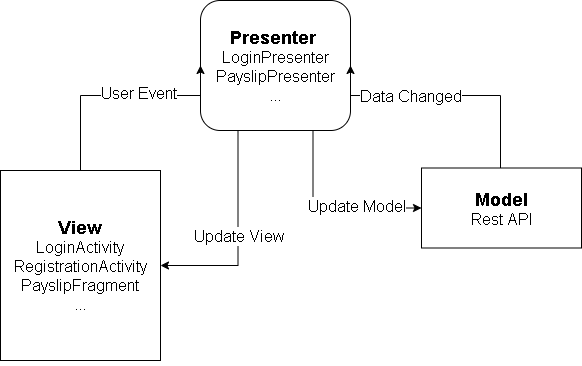 Presenter
LoginPresenter
PayslipPresenter
...
User Event
Data Changed
View
LoginActivity
RegistrationActivity
PayslipFragment
...
Update View
Update Model
Model
Rest API